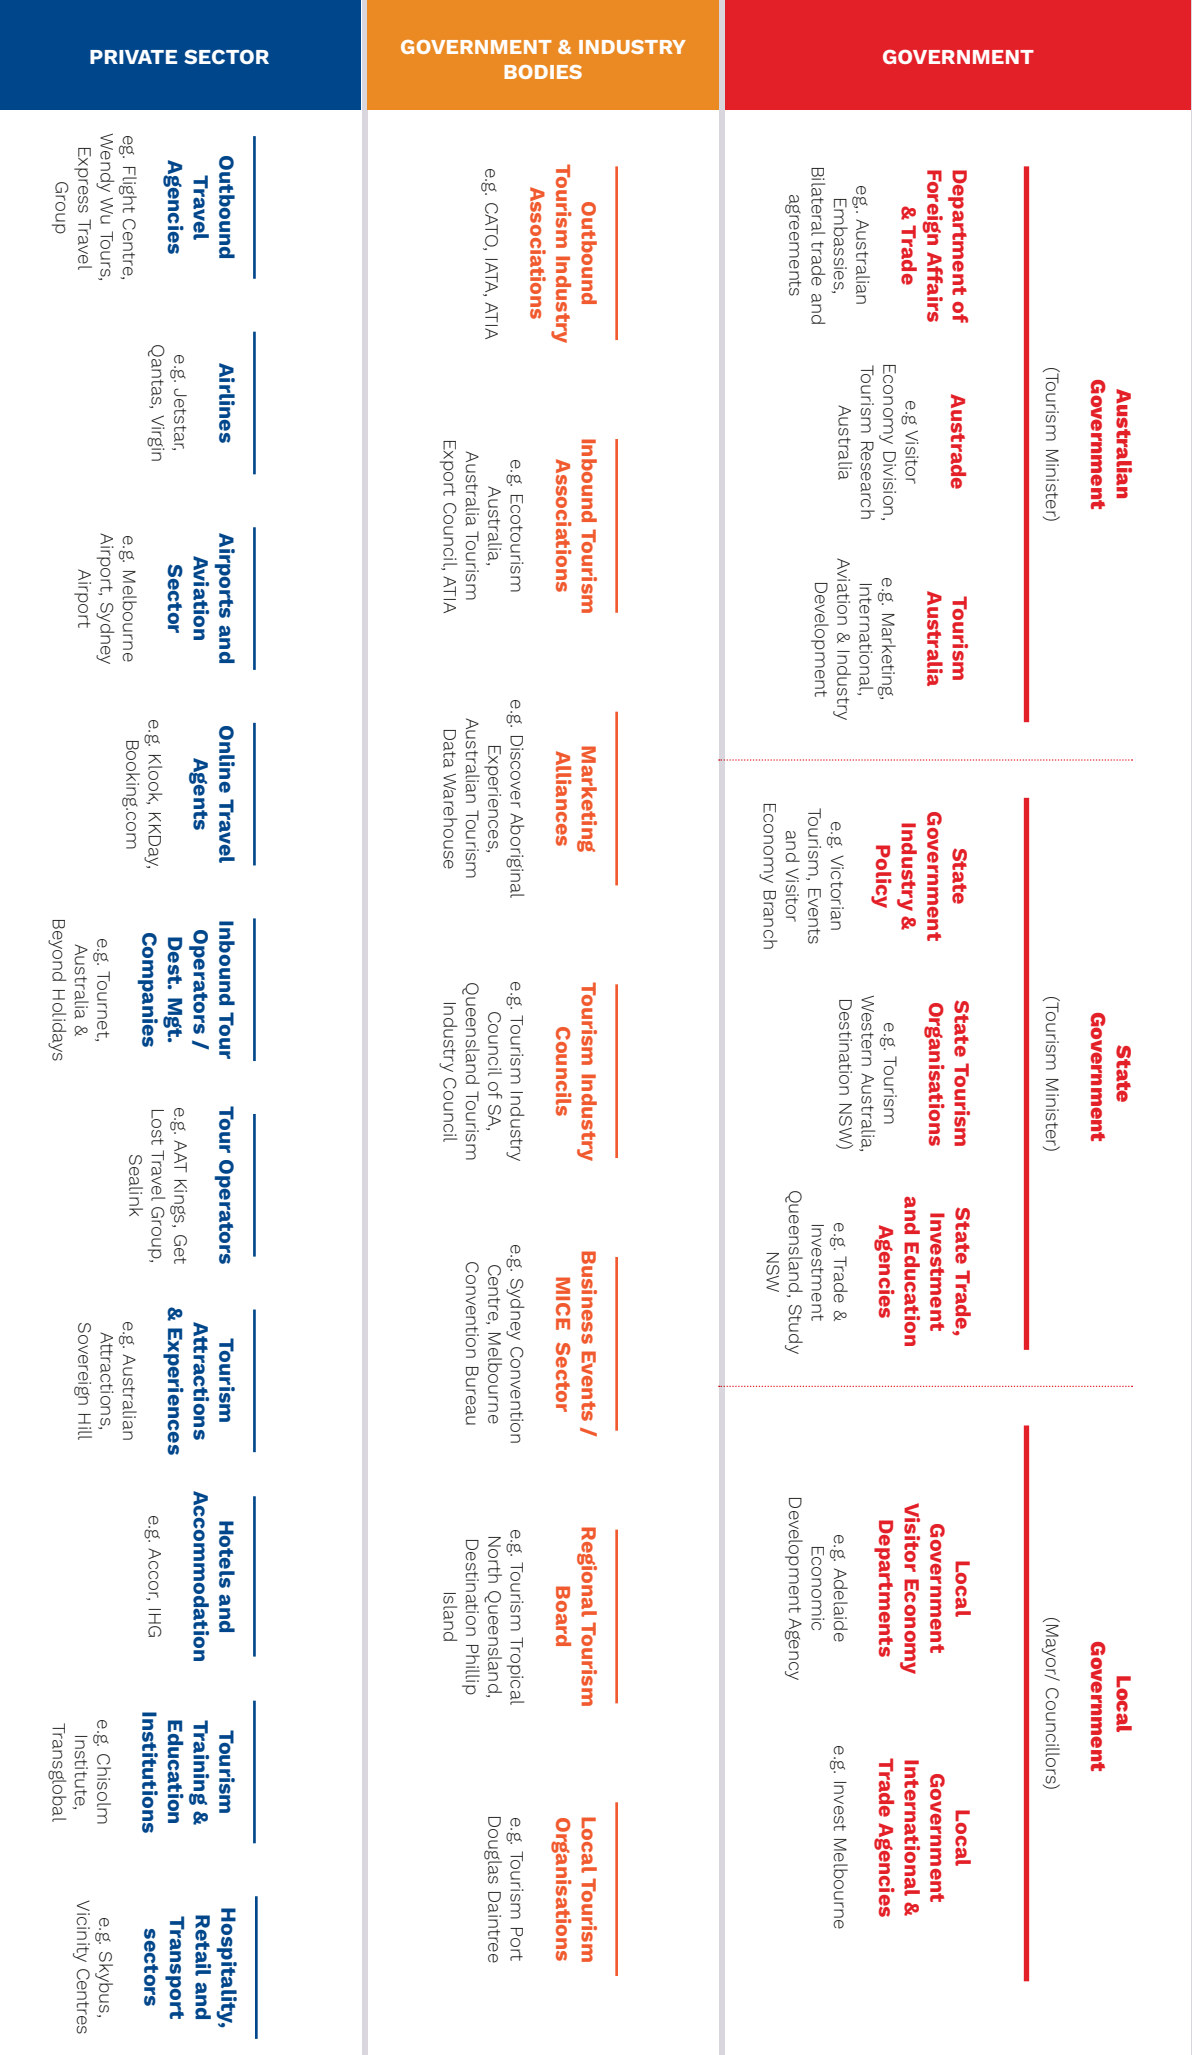 PRIVATE SECTOR
GOVERNMENT & INDUSTRY
BODIES
GOVERNMENT
Australian
Government
(Tourism Minister)
Department of
Foreign Affairs
& Trade
eg,. Australian
Embassies,
Bilateral trade and
agreements
Austrade
e.g Visitor
Economy Division,
Tourism Research
Australia
Tourism
Australia
e.g. Marketing,
International,
Aviation & Industry
Development
State
Government
(Tourism Minister)
State
Government
Industry &
Policy
e.g. Victorian
Tourism, Events
and Visitor
Economy Branch
State Tourism
Organisations
e.g. Tourism
Western Australia,
Destination NSW)
State Trade,
Investment
and Education
Agencies
e.g. Trade &
Investment
Queensland, Study
NSW
Local
Government
(Mayor/ Councillors)
Local
Government
Visitor Economy
Departments
e.g. Adelaide
Economic
Development Agency
Local
Government
International &
Trade Agencies
e.g. Invest Melbourne
Outbound
Tourism Industry
Associations
e.g. CATO, IATA, ATIA
Inbound Tourism
Associations
e.g. Ecotourism
Australia,
Australia Tourism
Export Council, ATIA
Marketing
Alliances
e.g. Discover Aboriginal
Experiences,
Australian Tourism
Data Warehouse
Tourism Industry
Councils
e.g. Tourism Industry
Council of SA,
Queensland Tourism
Industry Council
Business Events /
MICE Sector
e.g. Sydney Convention
Centre, Melbourne
Convention Bureau
Regional Tourism
Board
e.g. Tourism Tropical
North Queensland,
Destination Phillip
Island
Local Tourism
Organisations
e.g. Tourism Port
Douglas Daintree
Outbound
Travel
Agencies
eg. Flight Centre,
Wendy Wu Tours,
Express Travel
Group
Airlines
e.g. Jetstar,
Qantas, Virgin
Airports and
Aviation
Sector
e.g. Melbourne
Airport, Sydney
Airport
Online Travel
Agents
e.g. Klook, KKDay,
Booking.com
Inbound Tour
Operators /
Dest. Mgt.
Companies
e.g. Tournet,
Australia &
Beyond Holidays
Tour Operators
e.g. AAT Kings, Get
Lost Travel Group,
Sealink
Tourism
Attractions
& Experiences
e.g. Australian
Attractions,
Sovereign Hill
Hotels and
Accommodation
e.g. Accor, IHG
Tourism
Training &
Education
Institutions
e.g. Chisolm
Institute,
Transglobal
Hospitality,
Retail and
Transport
sectors
e.g. Skybus,
Vicinity Centres